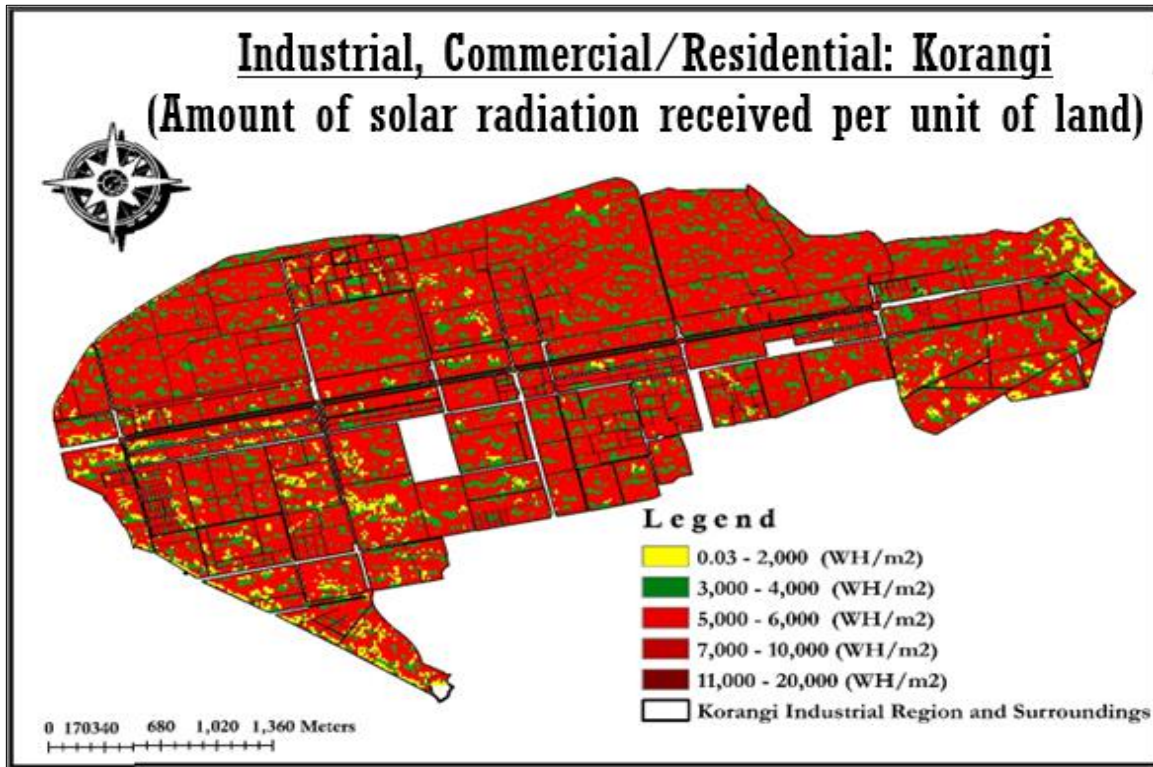 Industrial, Commercial/Residential: Korangi
(Amount of solar radiation received per unit of land)
Legend
0.03 - 2,000 (WH/m2)
3,000 - 4,000 (WH/m2)
5,000 - 6,000 (WH/m2)
7,000 - 10,000 (WH/m2)
11,000 - 20,000 (WH/m2)
Korangi Industrial Region and Surroundings
0 170340 680 1,020 1,360 Meters